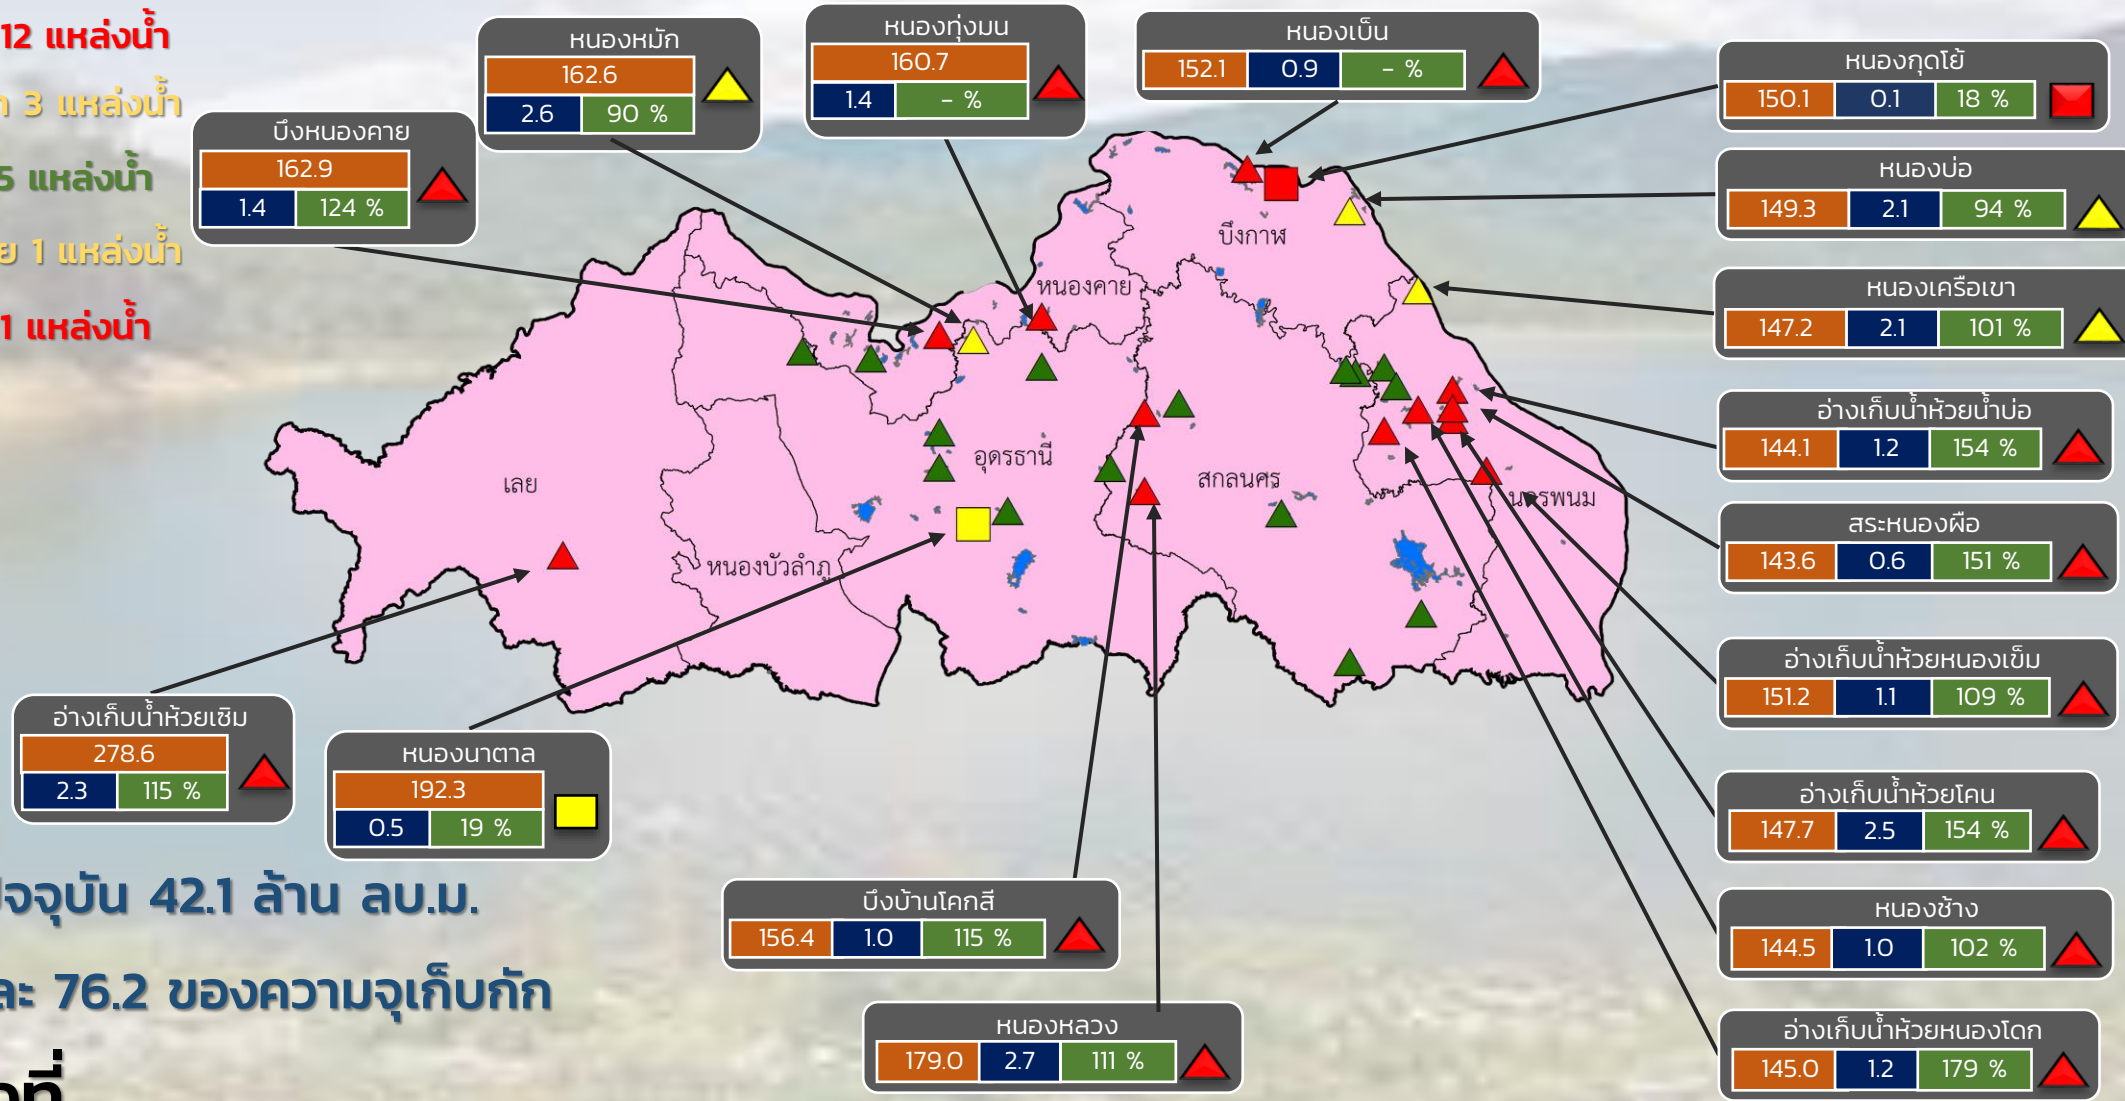 12 แหล่งน้ำ
3 แหล่งน้ำ
5 แหล่งน้ำ
1 แหล่งน้ำ
1 แหล่งน้ำ
หนองหมัก
162.6
2.6 90 %
หนองทุ่งมน
160.7
1.4 - %
หนองเบ็น
152.1 0.9 - %
หนองกุดโย้
150.1 0.1 18 %
บึงหนองคาย
162.9
1.4 124 %
หนองบ่อ
149.3 2.1 94 %
หนองเครือเขา
147.2 2.1 101 %
อ่างเก็บน้ำห้วยน้ำบ่อ
144.1 1.2 154 %
สระหนองผือ
143.6 0.6 151 %
อ่างเก็บน้ำห้วยหนองเข็ม
151.2 1.1 109 %
อ่างเก็บน้ำห้วยโคน
147.7 2.5 154 %
หนองช้าง
144.5 1.0 102 %
อ่างเก็บน้ำห้วยหนองโดก
145.0 1.2 179 %
บึงกาฬ
หนองคาย
อุดรธานี
เลย
สกลนคร
นครพนม
หนองบัวลำภู
อ่างเก็บน้ำห้วยเซิม
278.6
2.3 115 %
หนองนาตาล
192.3
0.5 19 %
บึงบ้านโคกสี
156.4 1.0 115 %
หนองหลวง
179.0 2.7 111 %
42.1 ล้าน ลบ.ม.
76.2 ของความจุเก็บกัก